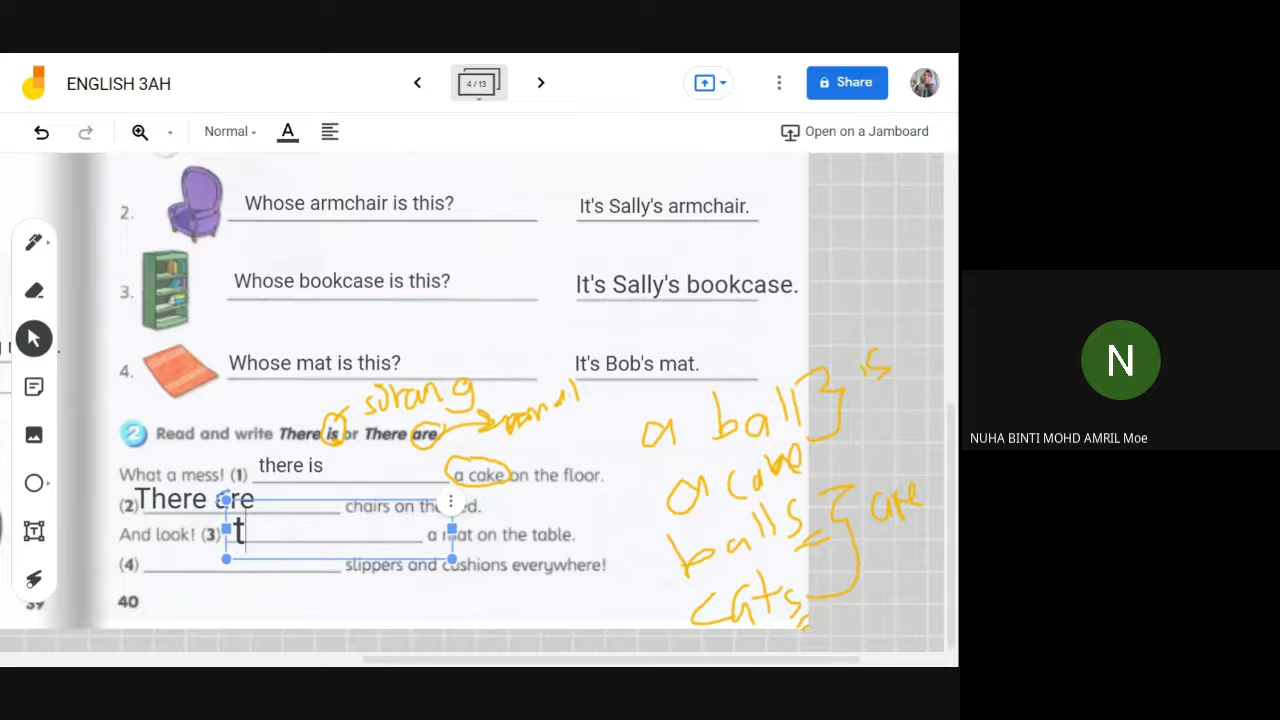 ENGLISH 3AH
4 / 13
Share
Normal
A
Open on a Jamboard
2. Whose armchair is this? It's Sally's armchair.
3. Whose bookcase is this? It's Sally's bookcase.
4. Whose mat is this? It's Bob's mat.
2 Read and write There is or There are.
What a mess! (1) there is a cake on the floor.
(2) There are chairs on the bed.
And look! (3) t a mat on the table.
(4) slippers and cushions everywhere!
40
39
a ball is
a cake
balls are
cats
N
NUHA BINTI MOHD AMRIL Moe